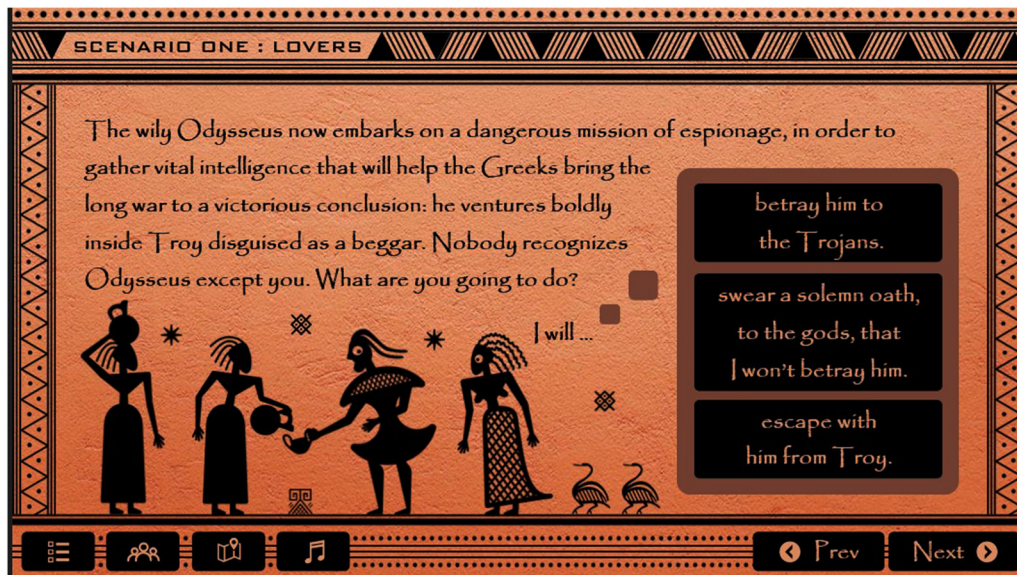 SCENARIO ONE : LOVERS
The wily Odysseus now embarks on a dangerous mission of espionage, in order to
gather vital intelligence that will help the Greeks bring the
long war to a victorious conclusion: he ventures boldly
inside Troy disguised as a beggar. Nobody recognizes
Odysseus except you. What are you going to do?
I will ...
betray him to
the Trojans.
swear a solemn oath,
to the gods, that
I won't betray him.
escape with
him from Troy.
Prev
Next